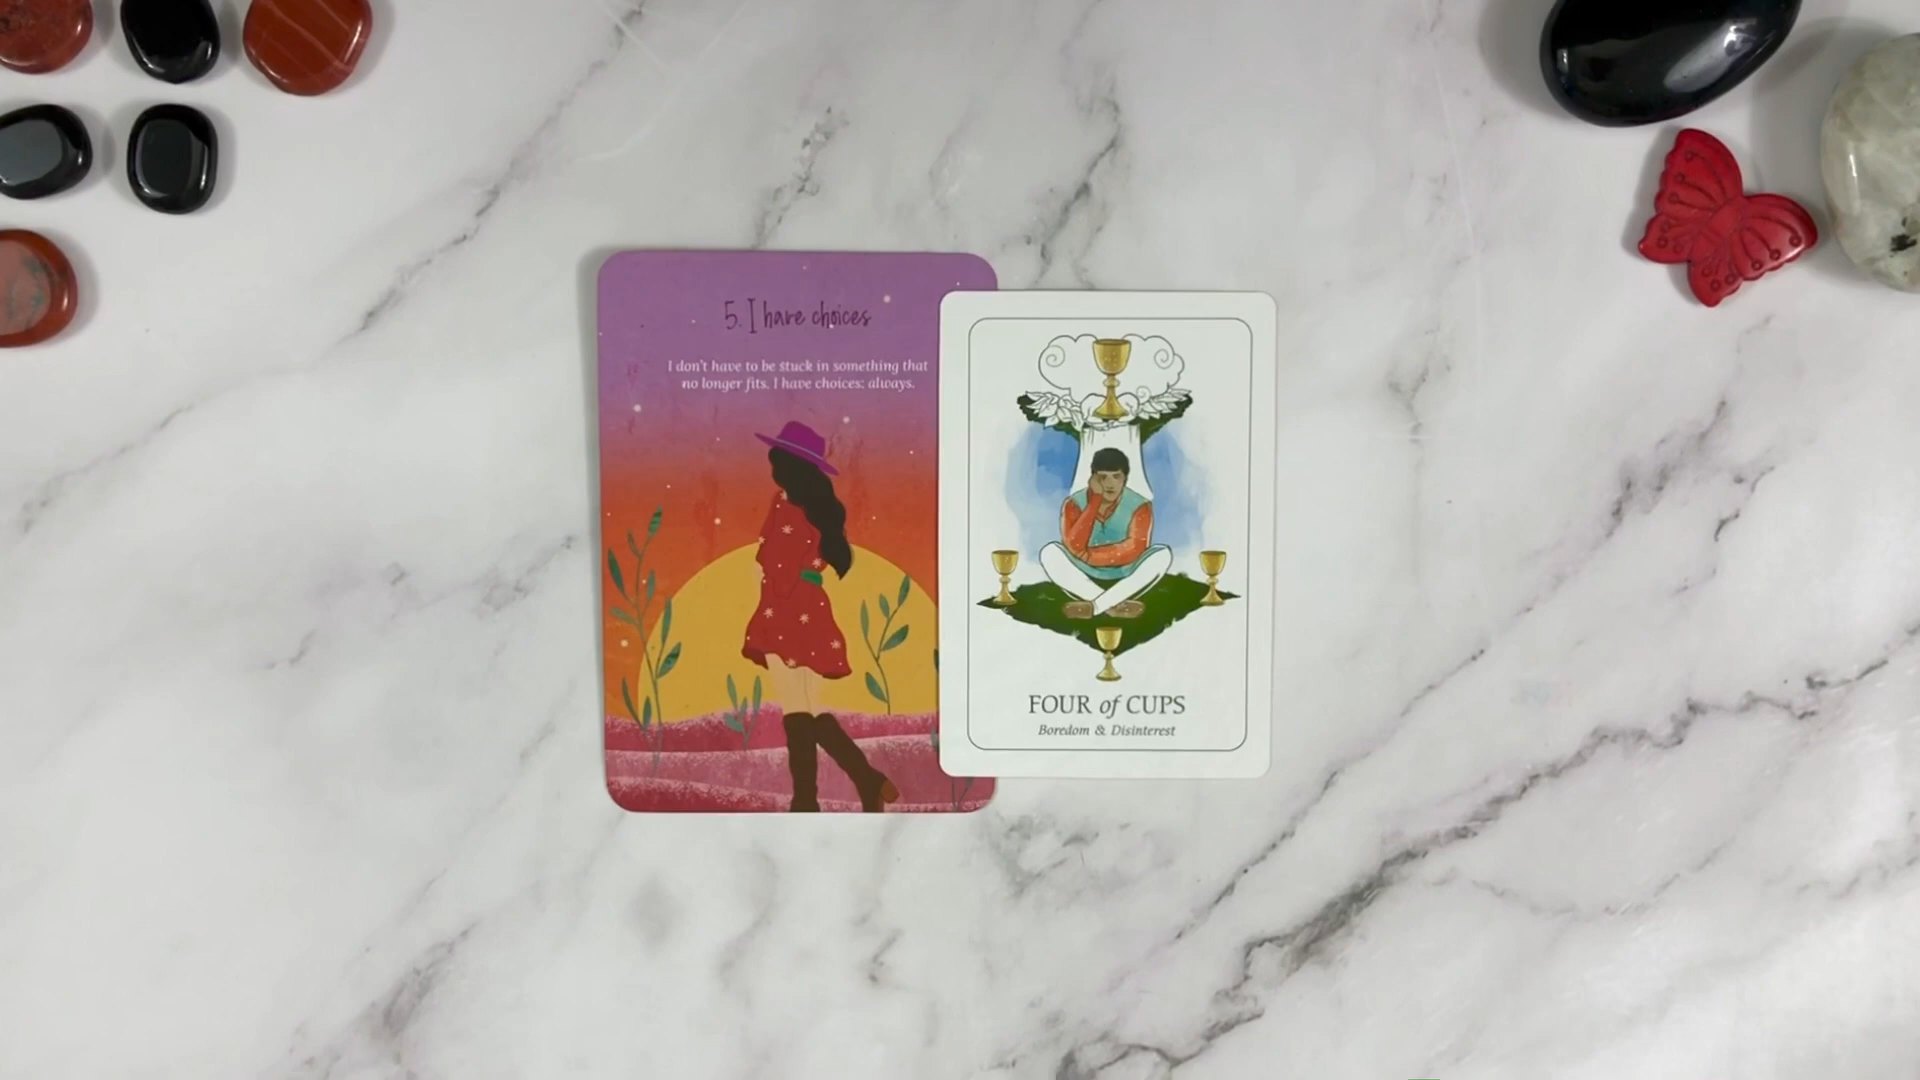 5. I have choices
I don't have to be stuck in something that
no longer fits. I have choices: always.
FOUR of CUPS
Boredom & Disinterest